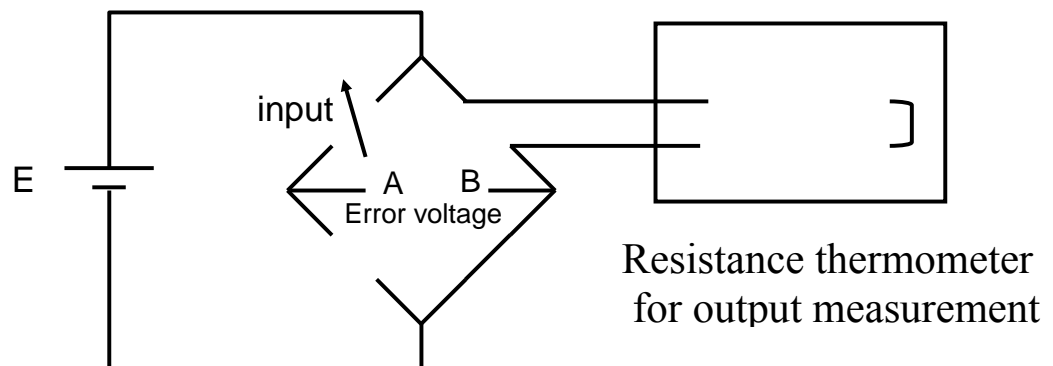 input
E
A B
Error voltage
Resistance thermometer
for output measurement